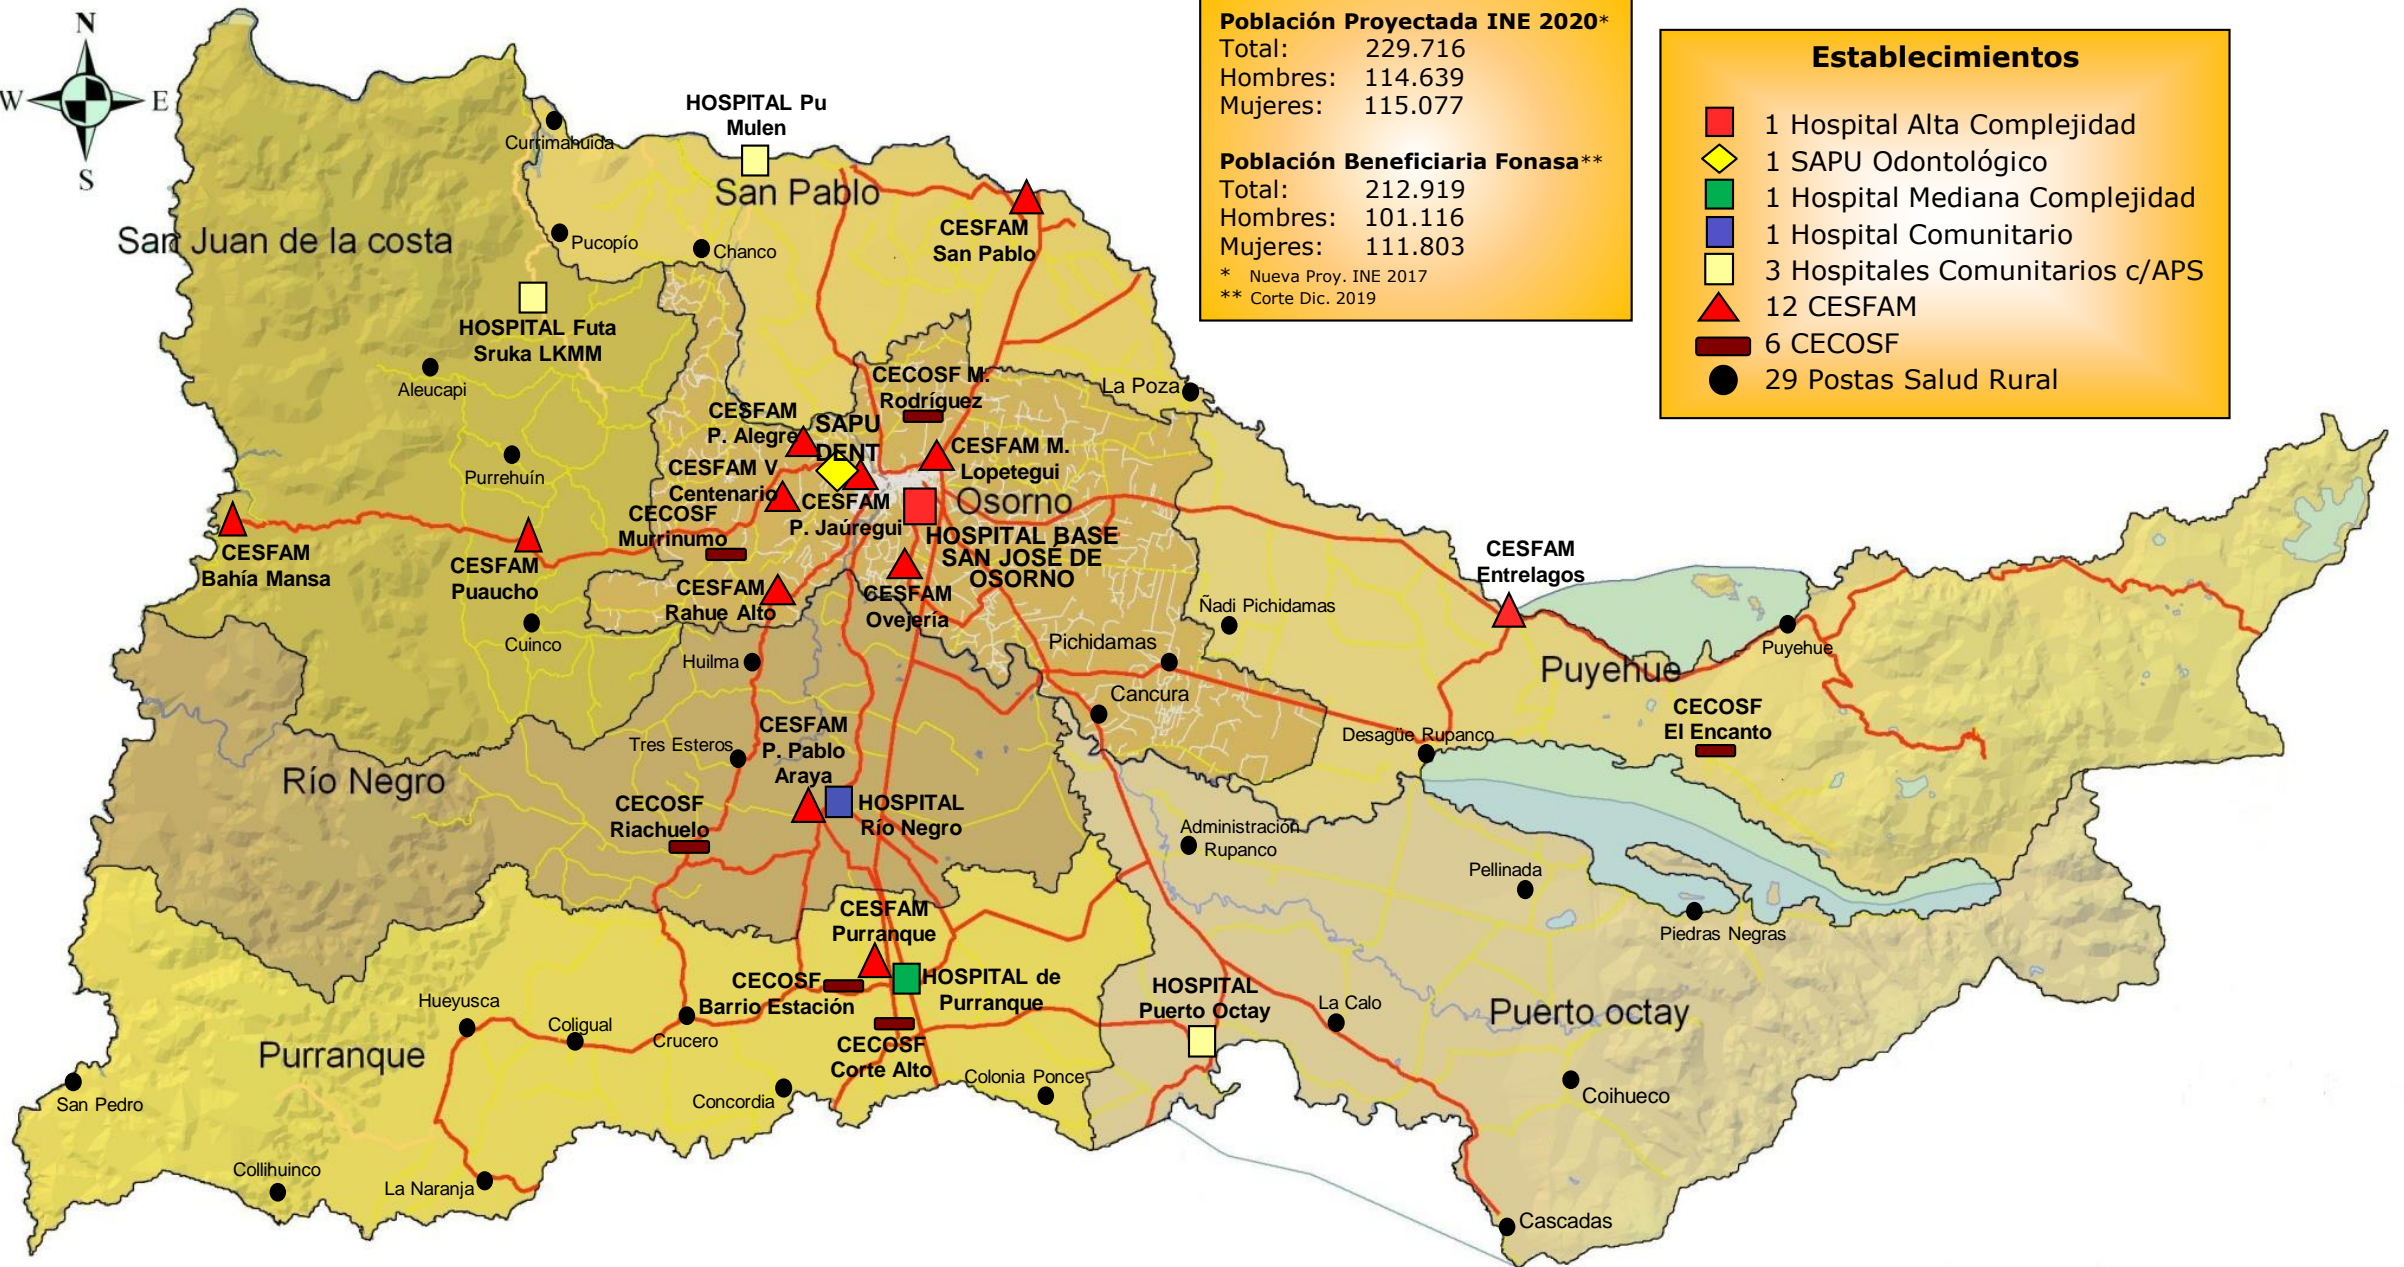 N
W
E
S
Población Proyectada INE 2020*
Total: 229.716
Hombres: 114.639
Mujeres: 115.077
Población Beneficiaria Fonasa**
Total: 212.919
Hombres: 101.116
Mujeres: 111.803
* Nueva Proy. INE 2017
** Corte Dic. 2019
Establecimientos
1 Hospital Alta Complejidad
1 SAPU Odontológico
1 Hospital Mediana Complejidad
1 Hospital Comunitario
3 Hospitales Comunitarios c/APS
12 CESFAM
6 CECOSF
29 Postas Salud Rural
HOSPITAL Pu
Mulen
Currimahuida
San Pablo
CESFAM
San Pablo
San Juan de la costa
Pucopío
Chanco
HOSPITAL Futa
Sruka LKMM
Aleucapi
Purrehuín
CECOSF M.
Rodríguez
La Poza
CESFAM
P. Alegre
SAPU
DENT
CESFAM M.
Lopetegui
CESFAM V
Centenario
CESFAM
P. Jaúregui
Osorno
CECOSF
Murrinumo
HOSPITAL BASE
SAN JOSÉ DE
OSORNO
CESFAM
Bahía Mansa
CESFAM
Puaucho
CESFAM
Rahue Alto
CESFAM
Ovejería
CESFAM
Entrelagos
Cuinco
Huilma
Ñadi Pichidamas
Pichidamas
Puyehue
Puyehue
Cancura
CECOSF
El Encanto
Desagüe Rupanco
Tres Esteros
CESFAM
P. Pablo
Araya
Río Negro
CECOSF
Riachuelo
HOSPITAL
Río Negro
Administración
Rupanco
Pellinada
Piedras Negras
CESFAM
Purranque
CECOSF
Barrio Estación
HOSPITAL de
Purranque
HOSPITAL
Puerto Octay
La Calo
Puerto octay
Hueyusca
Coligual
Crucero
Purranque
CECOSF
Corte Alto
Colonia Ponce
Concordia
San Pedro
Coihueco
Collihuinco
La Naranja
Cascadas